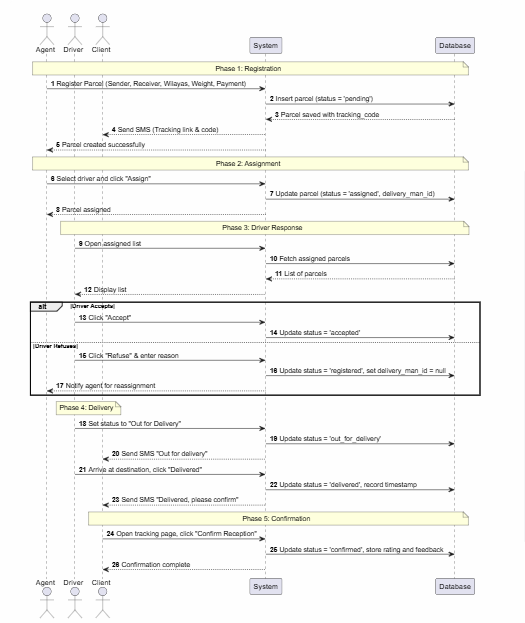 Agent Driver Client System Database
Phase 1: Registration
1 Register Parcel (Sender, Receiver, Wilayas, Weight, Payment)
2 Insert parcel (status = 'pending')
3 Parcel saved with tracking_code
4 Send SMS (Tracking link & code)
5 Parcel created successfully
Phase 2: Assignment
6 Select driver and click "Assign"
7 Update parcel (status = 'assigned', delivery_man_id)
8 Parcel assigned
Phase 3: Driver Response
9 Open assigned list
10 Fetch assigned parcels
11 List of parcels
12 Display list
alt [Driver Accepts]
13 Click "Accept"
14 Update status = 'accepted'
[Driver Refuses]
15 Click "Refuse" & enter reason
16 Update status = 'registered', set delivery_man_id = null
17 Notify agent for reassignment
Phase 4: Delivery
18 Set status to "Out for Delivery"
19 Update status = 'out_for_delivery'
20 Send SMS "Out for delivery"
21 Arrive at destination, click "Delivered"
22 Update status = 'delivered', record timestamp
23 Send SMS "Delivered, please confirm"
Phase 5: Confirmation
24 Open tracking page, click "Confirm Reception"
25 Update status = 'confirmed', store rating and feedback
26 Confirmation complete
Agent Driver Client System Database